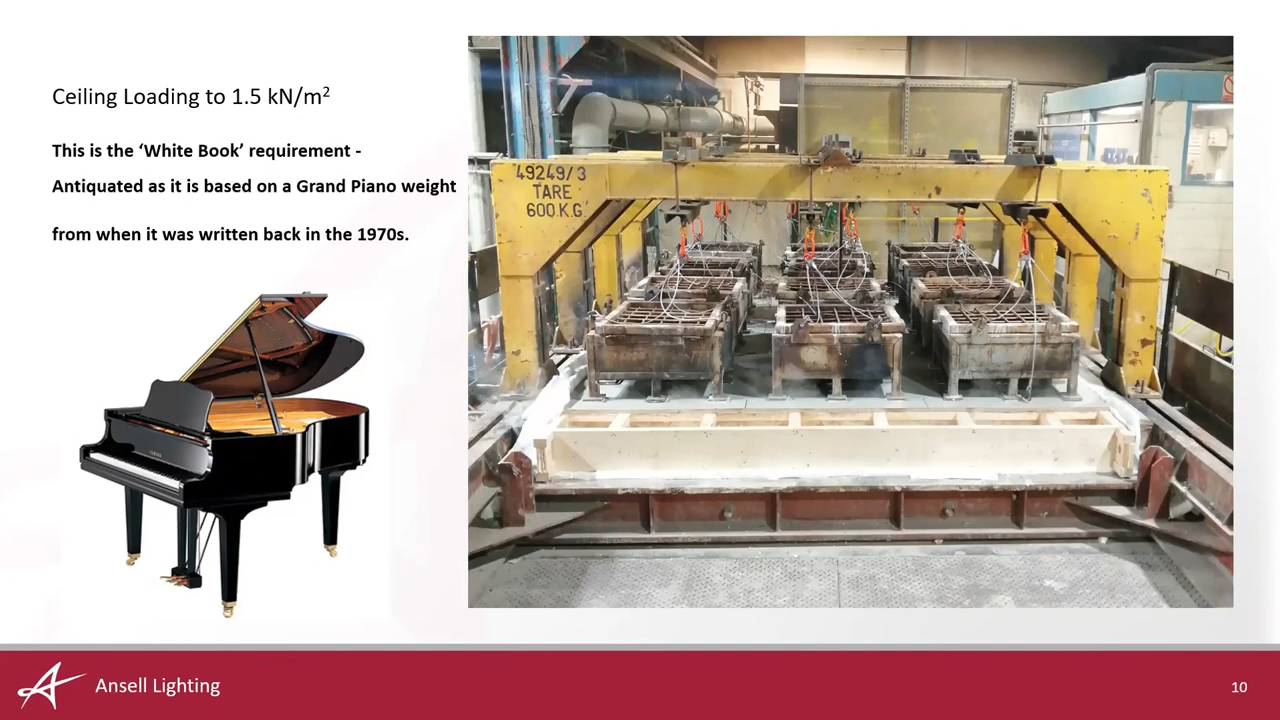 Ceiling Loading to 1.5 kN/m²
This is the ‘White Book’ requirement -
Antiquated as it is based on a Grand Piano weight
from when it was written back in the 1970s.
49249/3
TARE
600.K.G.
YAMAHA
Ansell Lighting
10